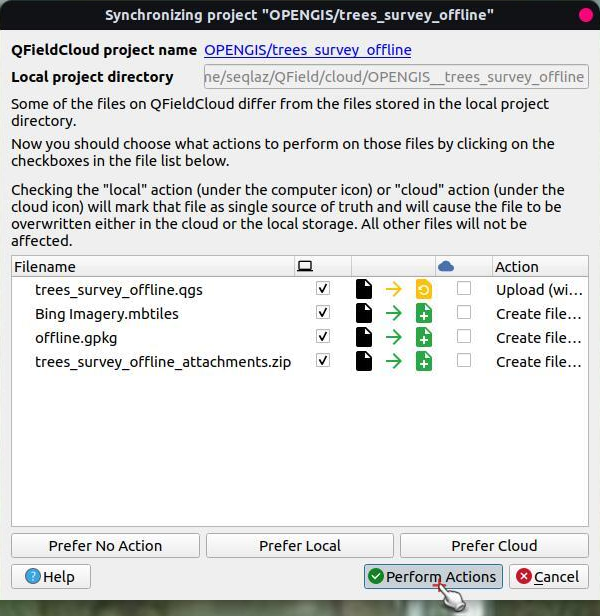 Synchronizing project "OPENGIS/trees_survey_offline"
QFieldCloud project name OPENGIS/trees_survey_offline
Local project directory ne/seqlaz/QField/cloud/OPENGIS__trees_survey_offline
Some of the files on QFieldCloud differ from the files stored in the local project
directory.
Now you should choose what actions to perform on those files by clicking on the
checkboxes in the file list below.
Checking the "local" action (under the computer icon) or "cloud" action (under the
cloud icon) will mark that file as single source of truth and will cause the file to be
overwritten either in the cloud or the local storage. All other files will not be
affected.
Filename Action
trees_survey_offline.qgs Upload (wi...
Bing Imagery.mbtiles Create file...
offline.gpkg Create file...
trees_survey_offline_attachments.zip Create file...
Prefer No Action Prefer Local Prefer Cloud
Help Perform Actions Cancel